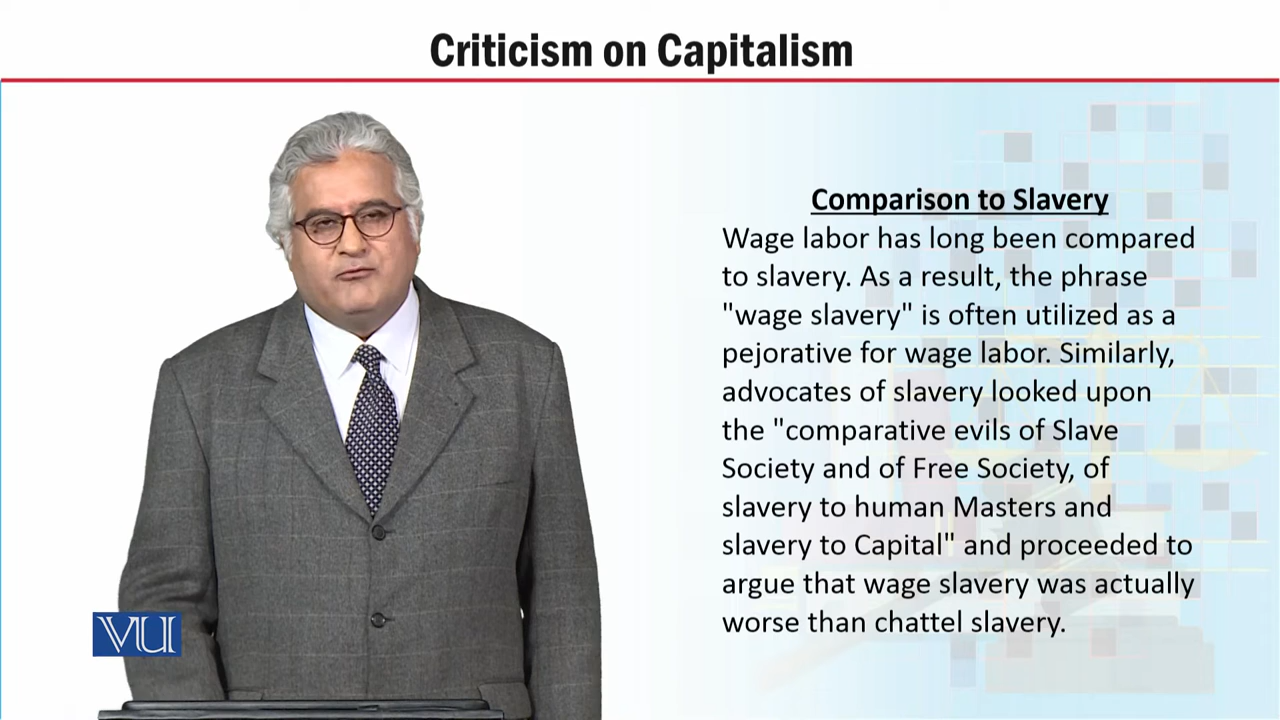 Criticism on Capitalism
Comparison to Slavery
Wage labor has long been compared
to slavery. As a result, the phrase
"wage slavery" is often utilized as a
pejorative for wage labor. Similarly,
advocates of slavery looked upon
the "comparative evils of Slave
Society and of Free Society, of
slavery to human Masters and
slavery to Capital" and proceeded to
argue that wage slavery was actually
worse than chattel slavery.
VU